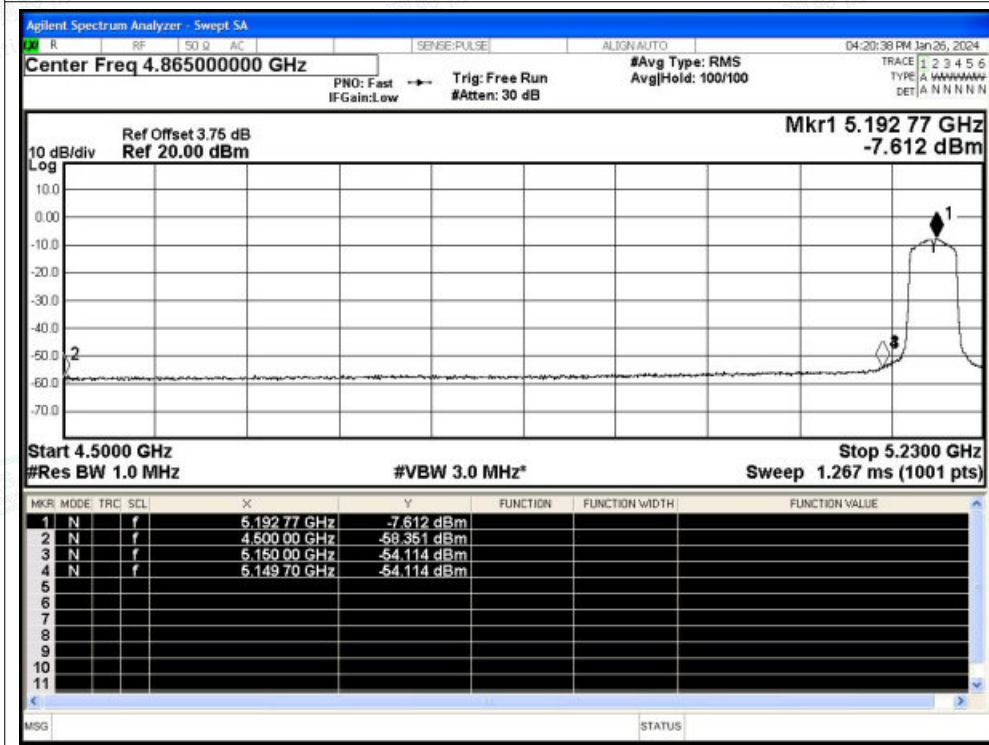 Agilent Spectrum Analyzer - Swept SA
R RF 50 Ω AC SENSE:PULSE ALIGN AUTO 04:20:38 PM Jan 26, 2024
Center Freq 4.865000000 GHz
PNO: Fast
IFGain:Low
Trig: Free Run
#Atten: 30 dB
#Avg Type: RMS
Avg|Hold: 100/100
TRACE 1 2 3 4 5 6
TYPE A
DET A N N N N N
Mkr1 5.192 77 GHz
-7.612 dBm
Ref Offset 3.75 dB
10 dB/div Ref 20.00 dBm
Log
10.0
0.00
-10.0
-20.0
-30.0
-40.0
-50.0
-60.0
-70.0
1
2
Start 4.5000 GHz Stop 5.2300 GHz
#Res BW 1.0 MHz #VBW 3.0 MHz* Sweep 1.267 ms (1001 pts)
MKR MODE TRC SCL X Y FUNCTION FUNCTION WIDTH FUNCTION VALUE
1 N f 5.192 77 GHz -7.612 dBm
2 N f 4.500 00 GHz -58.351 dBm
3 N f 5.150 00 GHz -54.114 dBm
4 N f 5.149 70 GHz -54.114 dBm
5
6
7
8
9
10
11
MSG STATUS